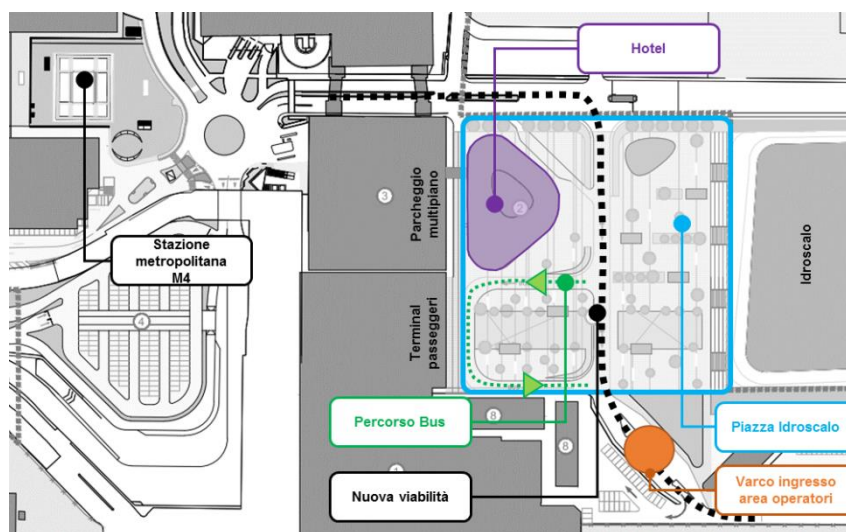 Hotel
3
Parcheggio
multipiano
2
Stazione
metropolitana
M4
Idroscalo
4
Terminal
passeggeri
Percorso Bus
8
Piazza Idroscalo
8
Nuova viabilità
Varco ingresso
area operatori